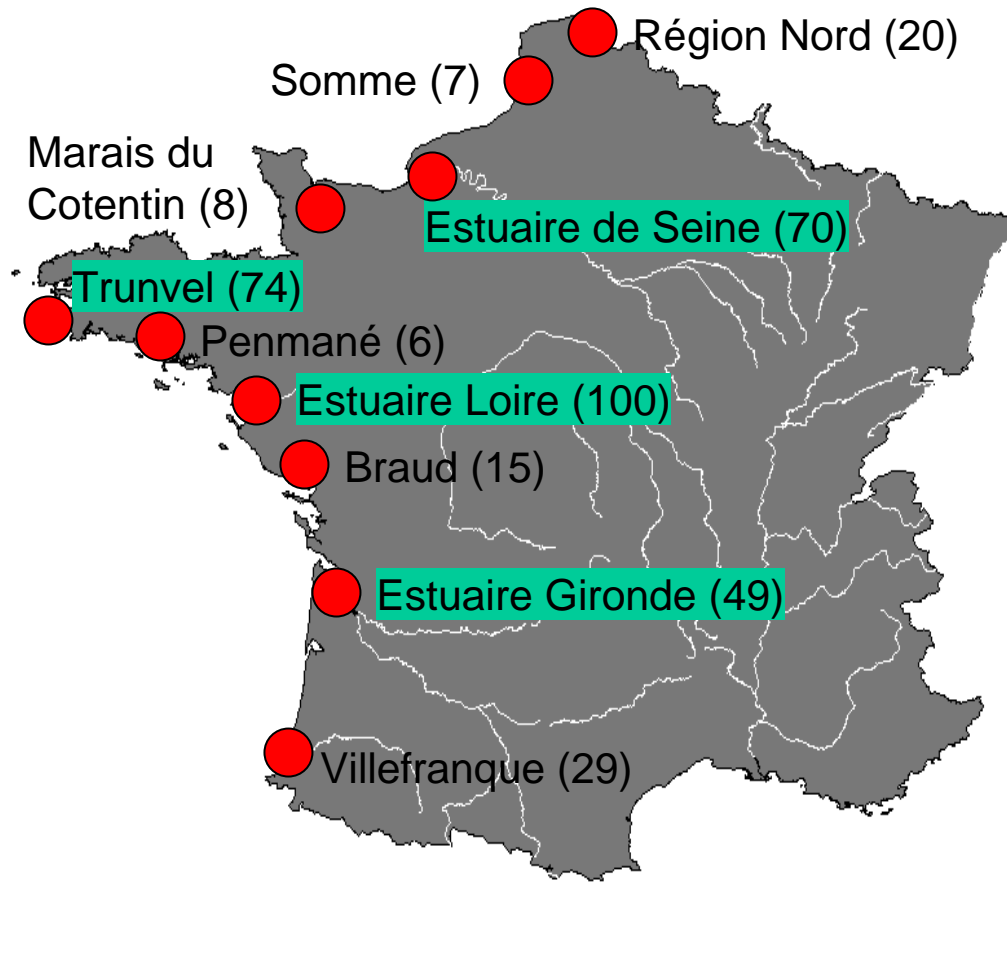 Région Nord (20)
Somme (7)
Marais du
Cotentin (8)
Estuaire de Seine (70)
Trunvel (74)
Penmané (6)
Estuaire Loire (100)
Braud (15)
Estuaire Gironde (49)
Villefranque (29)